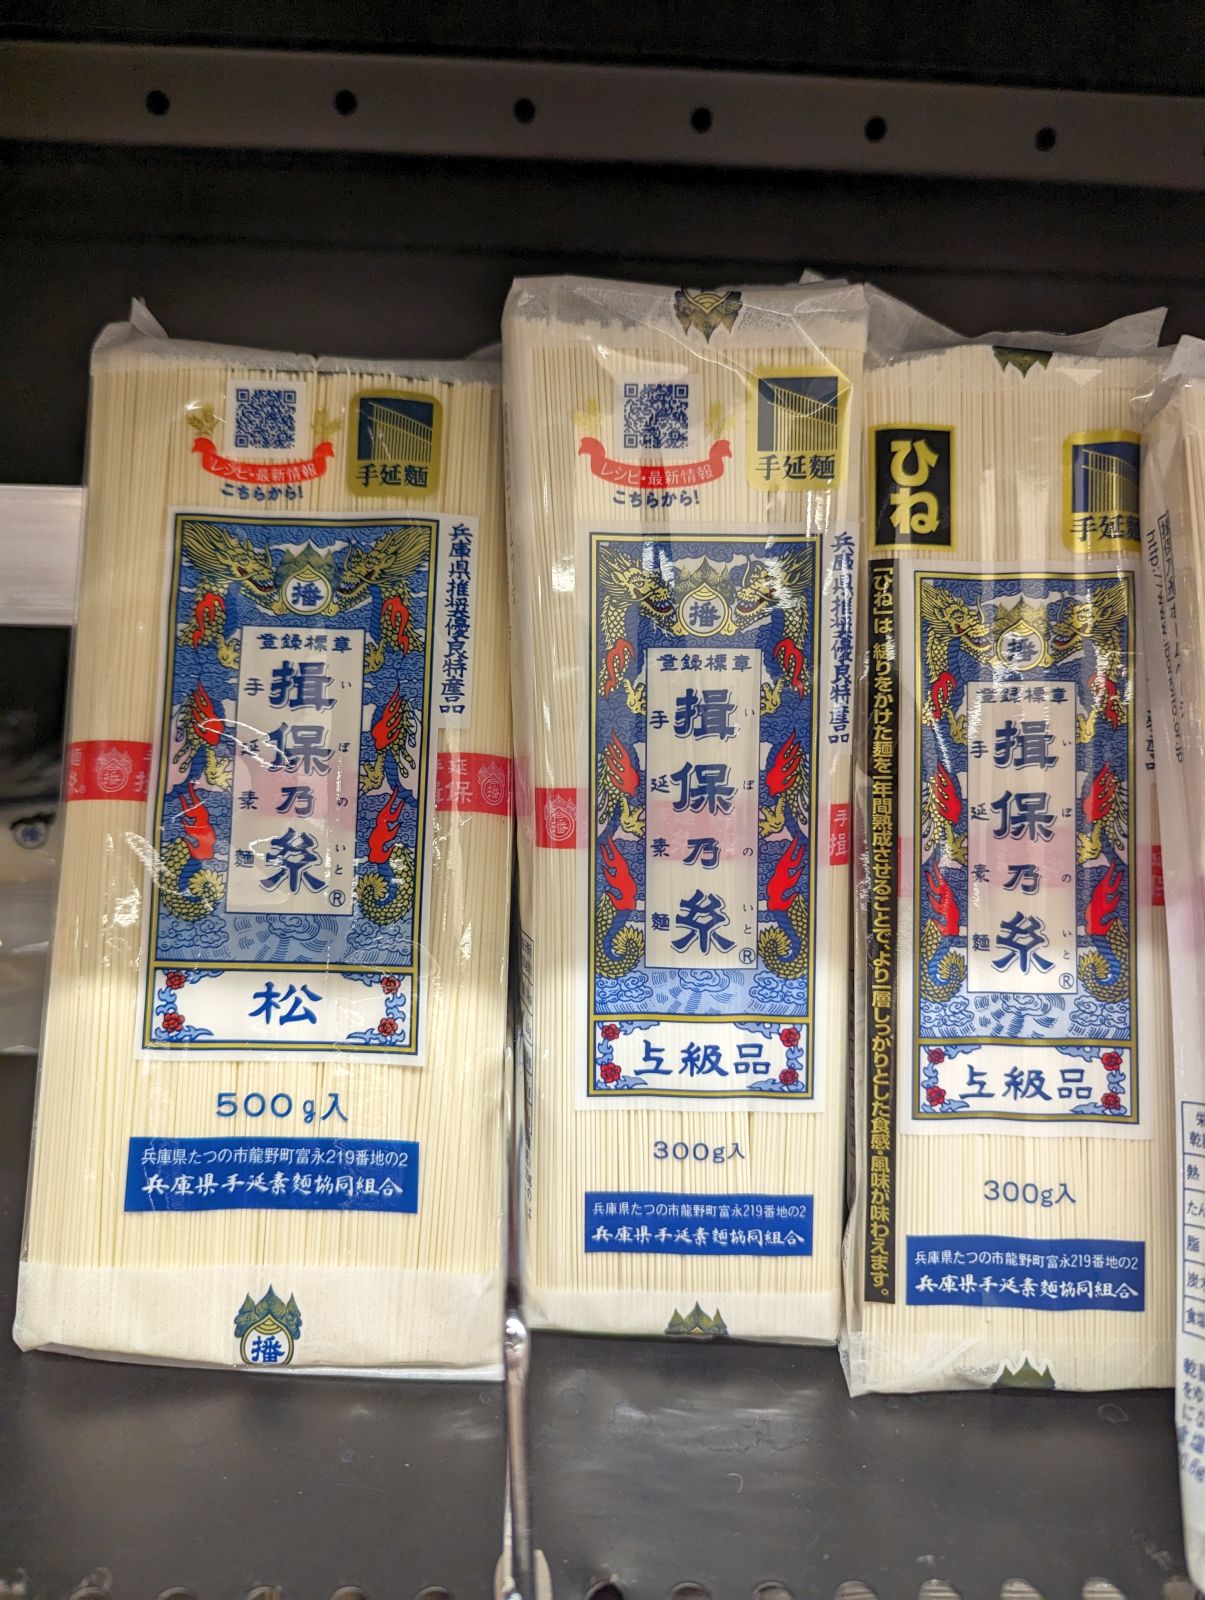 レシピ・最新情報
こちらから!
手延麺
兵庫県推奨優良特産品
播
登録標章
手延素麺
揖保乃糸
いぼのいと
®
松
500g入
兵庫県たつの市龍野町富永219番地の2
兵庫県手延素麺協同組合
播
レシピ・最新情報
こちらから!
手延麺
兵庫県推奨優良特産品
播
登録標章
手延素麺
揖保乃糸
いぼのいと
®
上級品
300g入
兵庫県たつの市龍野町富永219番地の2
兵庫県手延素麺協同組合
ひね
「ひね」は、縒りをかけた麺を一年間熟成させることで、より一層しっかりとした食感・風味が味わえます。
手延麺
播
登録標章
手延素麺
揖保乃糸
いぼのいと
®
上級品
300g入
兵庫県たつの市龍野町富永219番地の2
兵庫県手延素麺協同組合
熱
脂